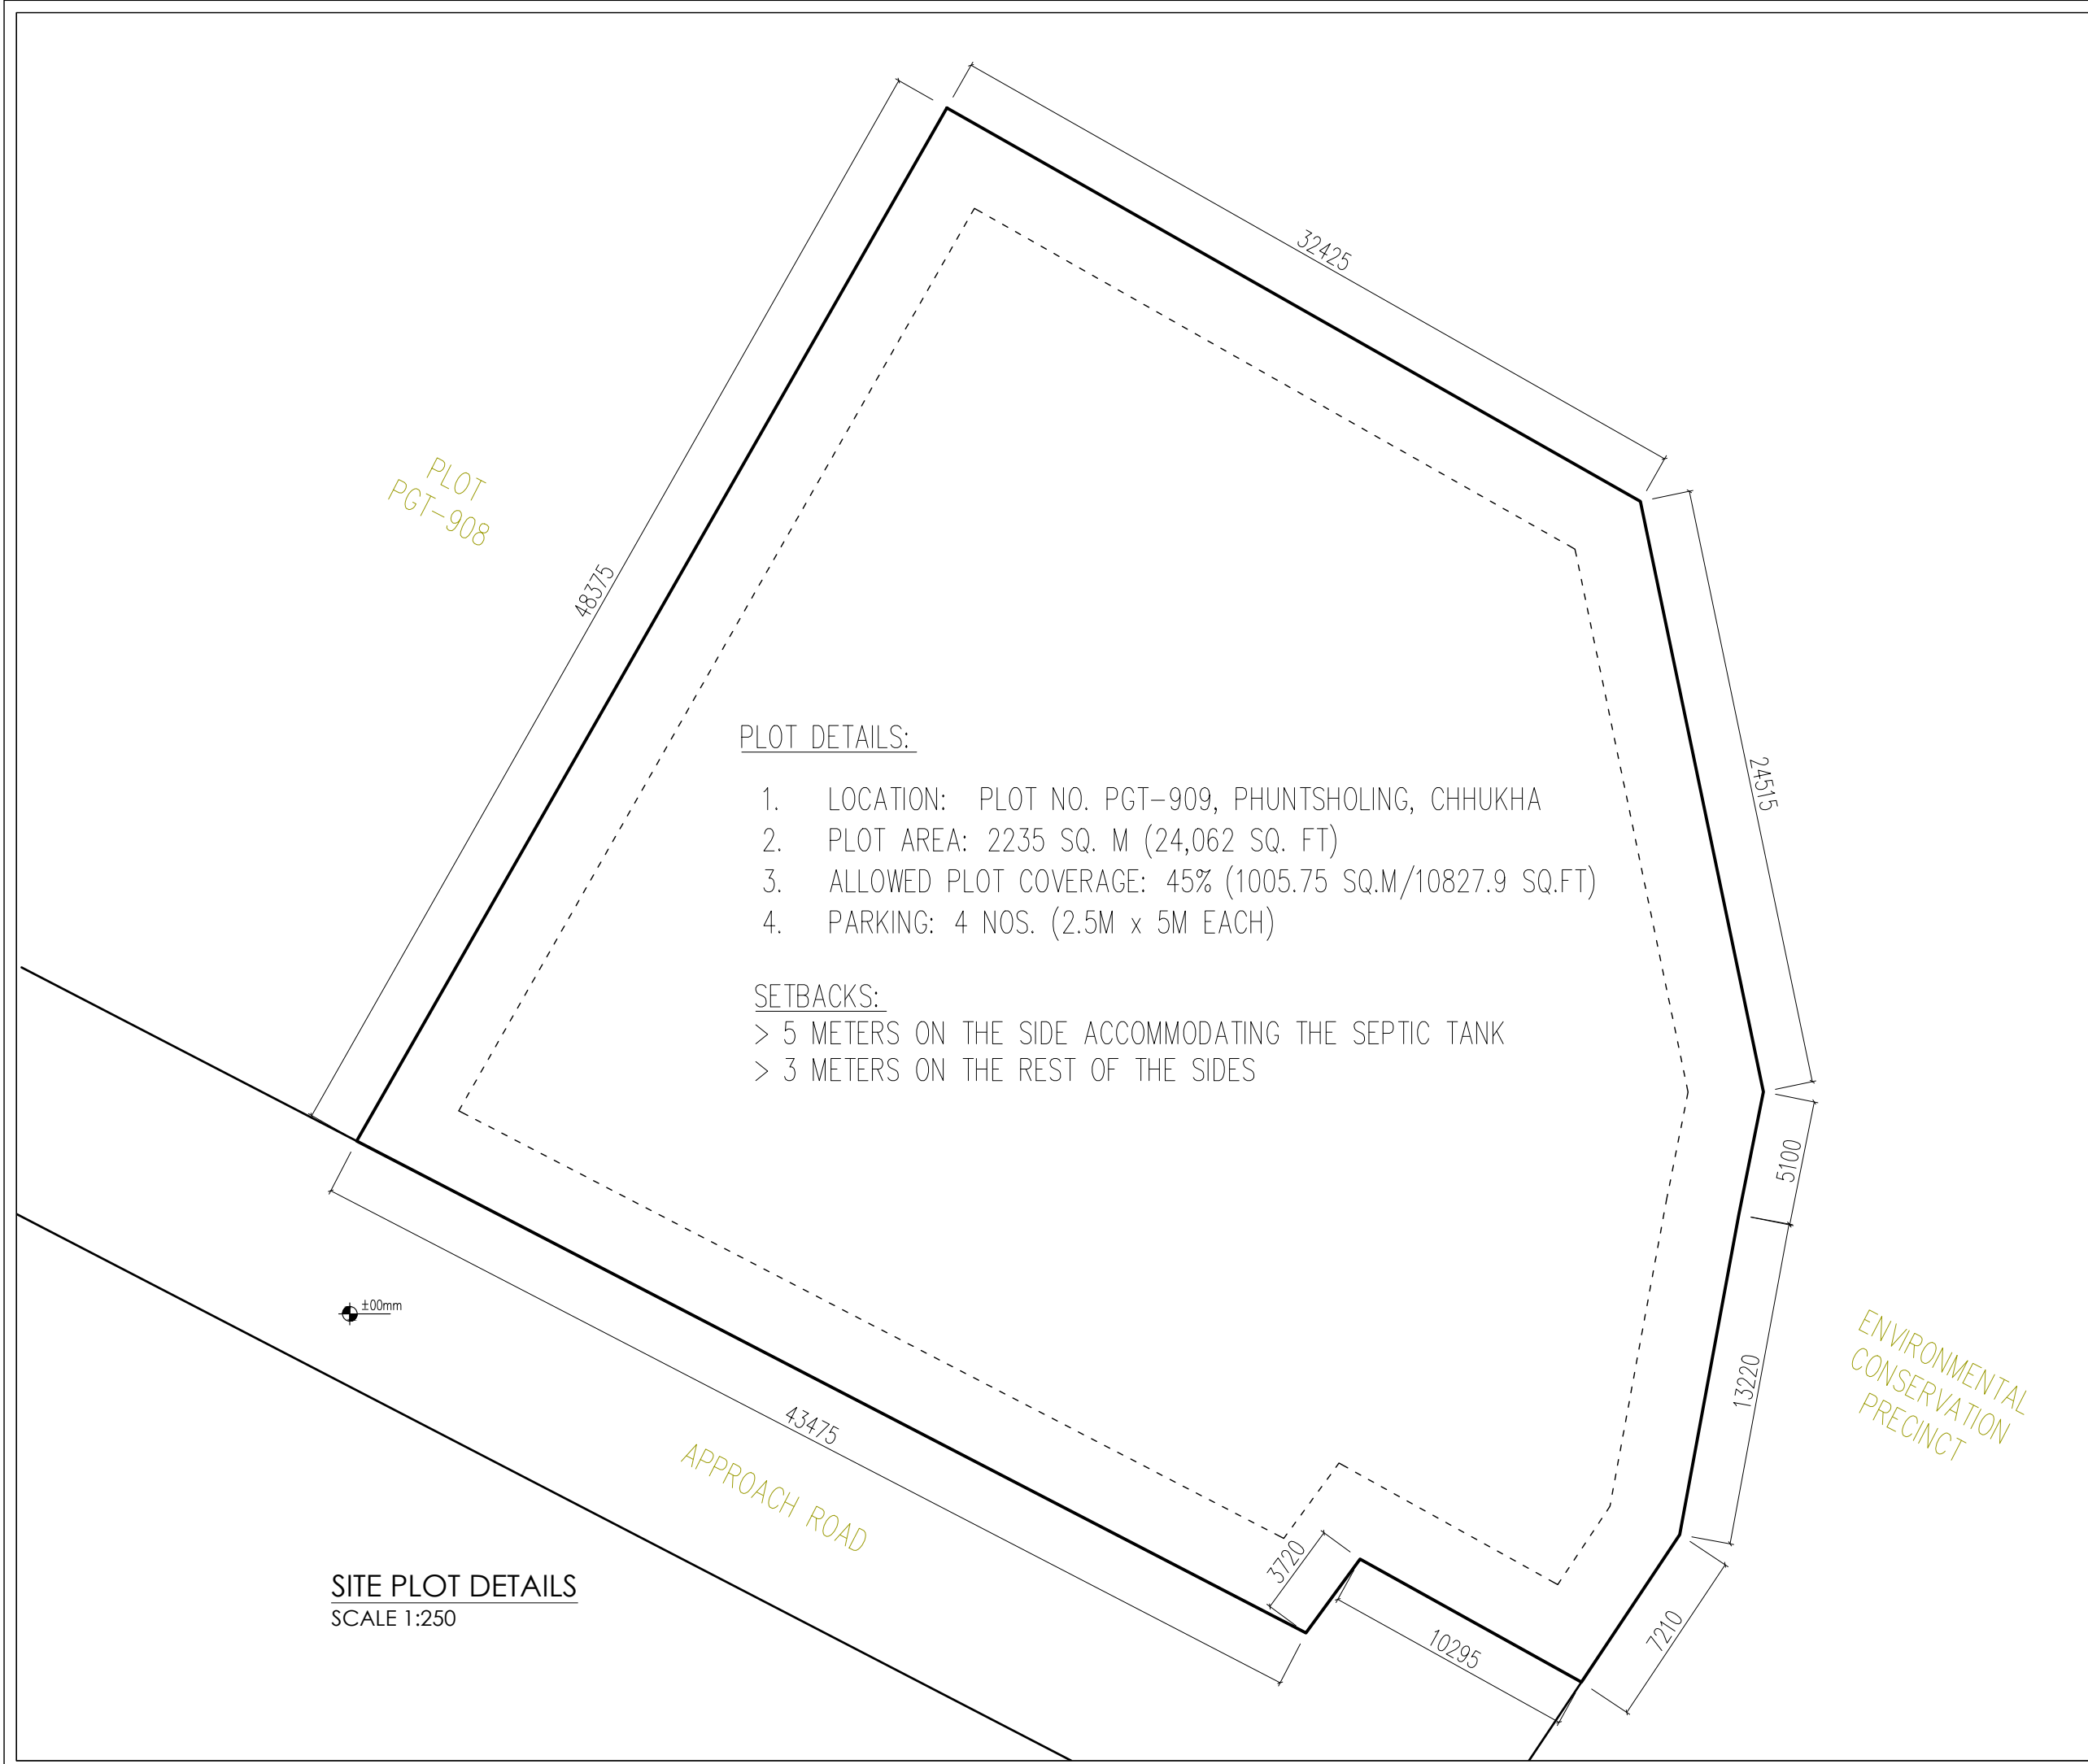 32425
PLOT
PGT-908
48375
PLOT DETAILS:
1. LOCATION: PLOT NO. PGT-909, PHUNTSHOLING, CHHUKHA
2. PLOT AREA: 2235 SQ. M (24,062 SQ. FT)
3. ALLOWED PLOT COVERAGE: 45% (1005.75 SQ.M/10827.9 SQ.FT)
4. PARKING: 4 NOS. (2.5M x 5M EACH)
24515
SETBACKS:
> 5 METERS ON THE SIDE ACCOMMODATING THE SEPTIC TANK
> 3 METERS ON THE REST OF THE SIDES
5100
±00mm
ENVIRONMENTAL
CONSERVATION
PRECINCT
13220
43475
APPROACH ROAD
3720
10295
7210
SITE PLOT DETAILS
SCALE 1:250